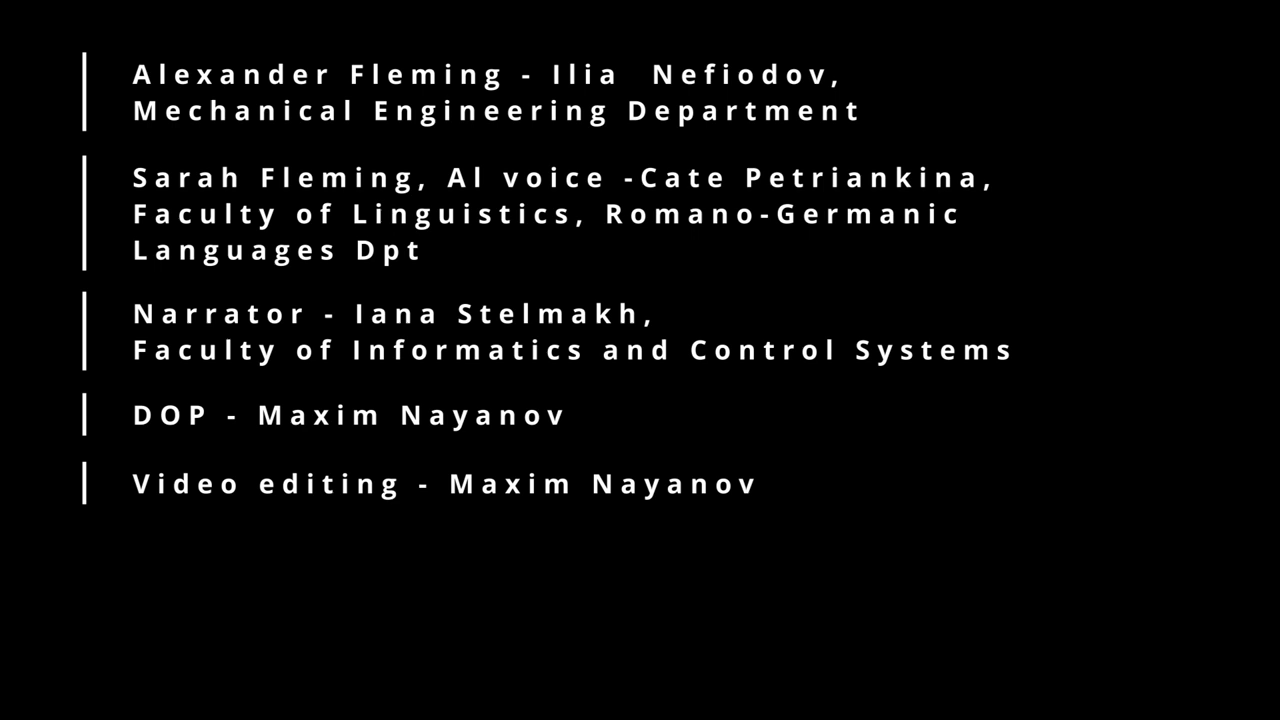 Alexander Fleming - Ilia  Nefiodov,
Mechanical Engineering Department
Sarah Fleming, Al voice -Cate Petriankina,
Faculty of Linguistics, Romano-Germanic
Languages Dpt
Narrator - Iana Stelmakh,
Faculty of Informatics and Control Systems
DOP - Maxim Nayanov
Video editing - Maxim Nayanov